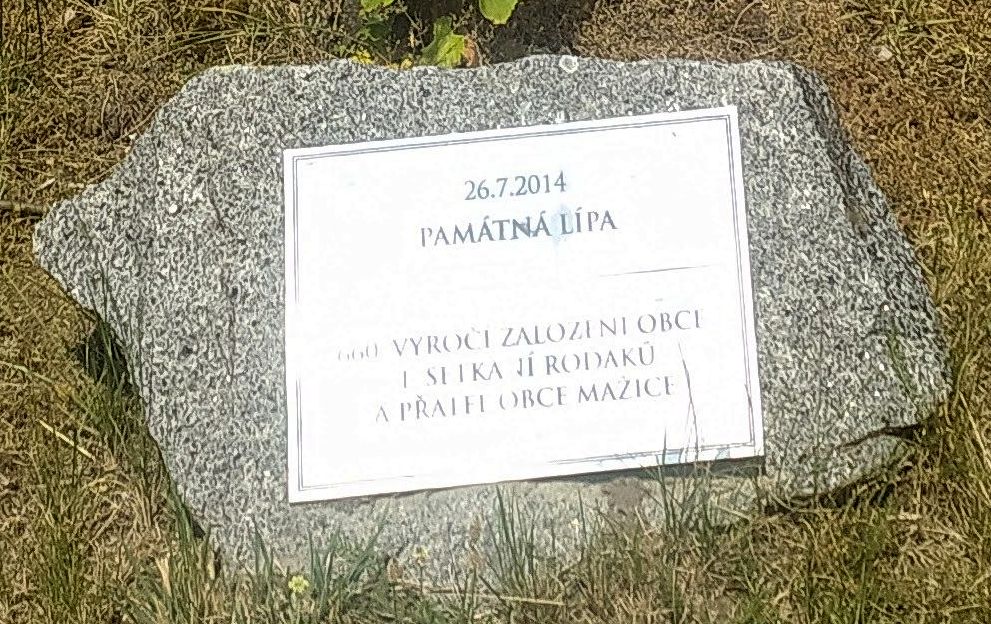 26.7.2014
PAMÁTNÁ LÍPA
660. VÝROČÍ ZALOŽENÍ OBCE
I. SETKÁNÍ RODÁKŮ
A PŘÁTEL OBCE MAŽICE